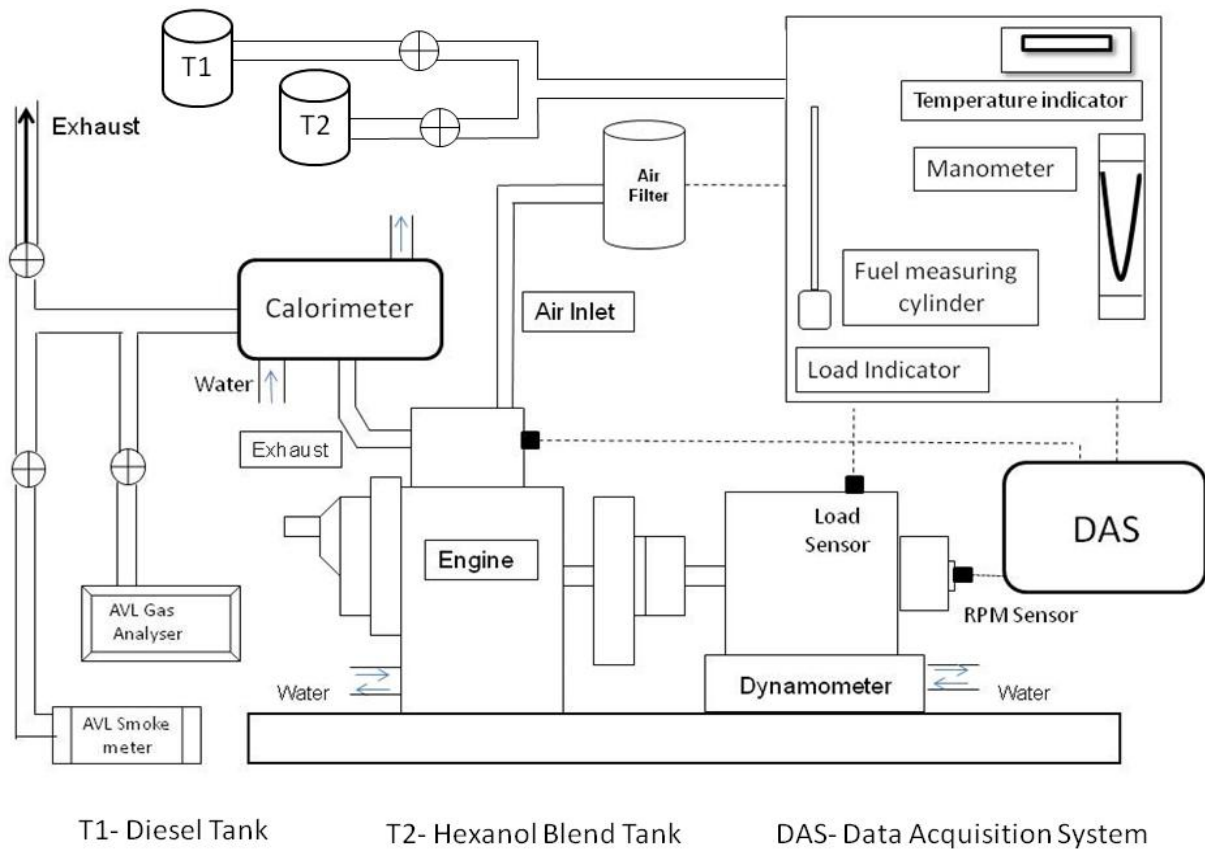 T1
T2
Exhaust
Temperature indicator
Manometer
Air
Filter
Fuel measuring
cylinder
Calorimeter
Air Inlet
Water
Load Indicator
Exhaust
Engine
Load
Sensor
DAS
RPM Sensor
AVL Gas
Analyser
Water
Dynamometer
Water
AVL Smoke
meter
T1- Diesel Tank
T2- Hexanol Blend Tank
DAS- Data Acquisition System